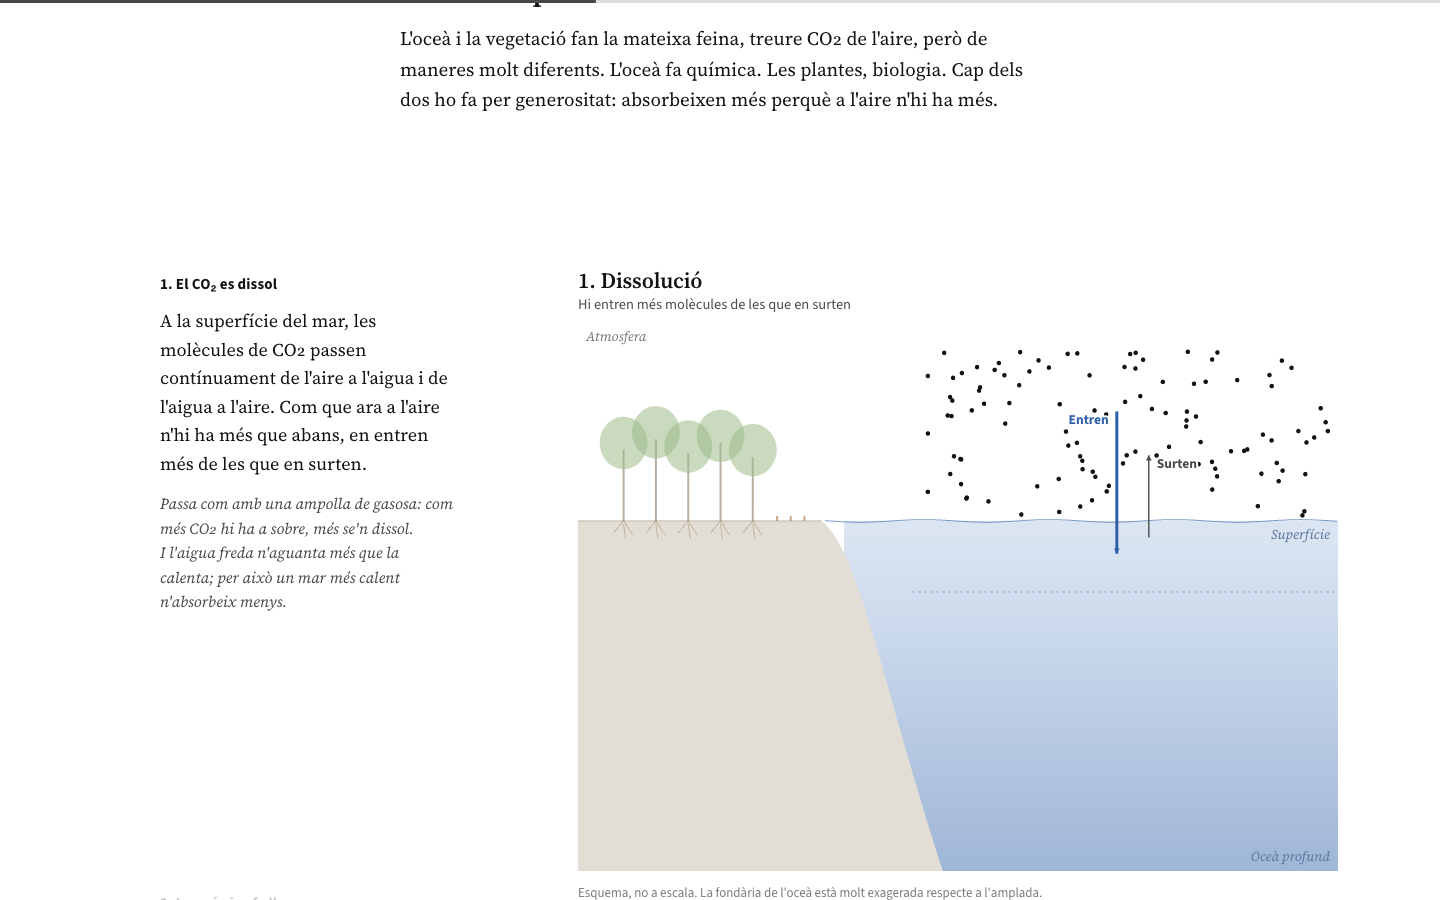 L'oceà i la vegetació fan la mateixa feina, treure CO2 de l'aire, però de
maneres molt diferents. L'oceà fa química. Les plantes, biologia. Cap dels
dos ho fa per generositat: absorbeixen més perquè a l'aire n'hi ha més.
1. El CO₂ es dissol
A la superfície del mar, les
molècules de CO2 passen
contínuament de l'aire a l'aigua i de
l'aigua a l'aire. Com que ara a l'aire
n'hi ha més que abans, en entren
més de les que en surten.
Passa com amb una ampolla de gasosa: com
més CO2 hi ha a sobre, més se'n dissol.
I l'aigua freda n'aguanta més que la
calenta; per això un mar més calent
n'absorbeix menys.
1. Dissolució
Hi entren més molècules de les que en surten
Atmosfera
Entren
Surten
Superfície
Oceà profund
Esquema, no a escala. La fondària de l'oceà està molt exagerada respecte a l'amplada.